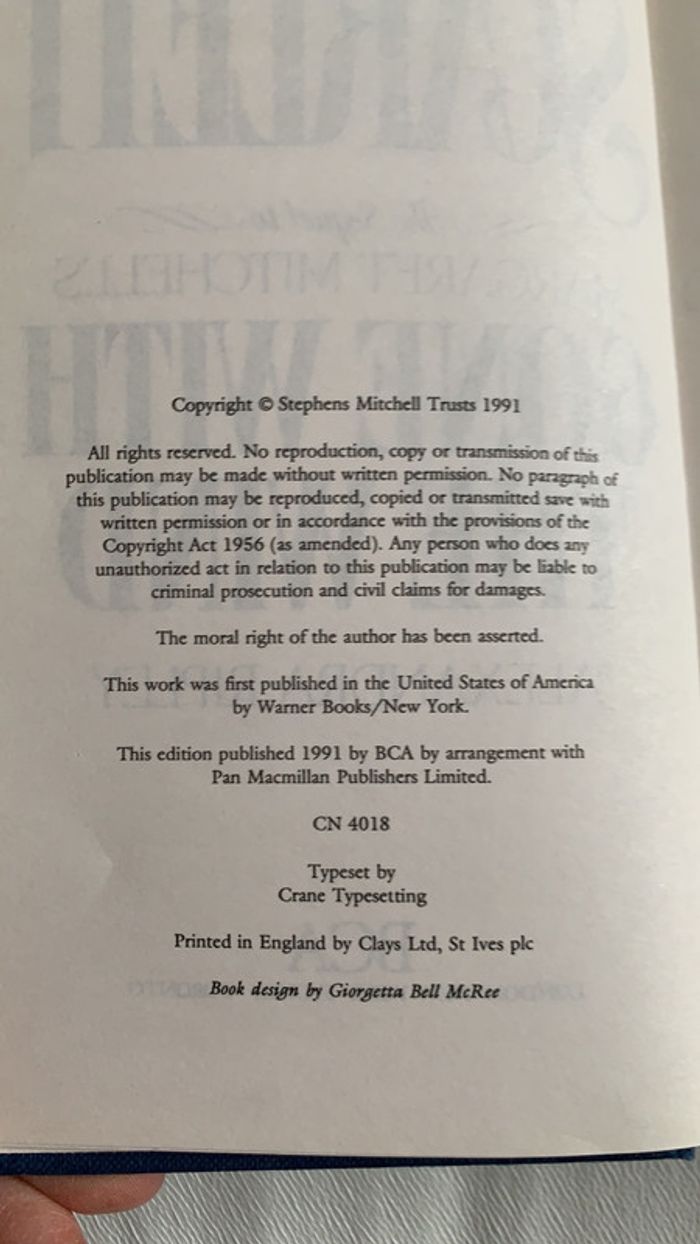 Copyright © Stephens Mitchell Trusts 1991
All rights reserved. No reproduction, copy or transmission of this
publication may be made without written permission. No paragraph of
this publication may be reproduced, copied or transmitted save with
written permission or in accordance with the provisions of the
Copyright Act 1956 (as amended). Any person who does any
unauthorized act in relation to this publication may be liable to
criminal prosecution and civil claims for damages.
The moral right of the author has been asserted.
This work was first published in the United States of America
by Warner Books/New York.
This edition published 1991 by BCA by arrangement with
Pan Macmillan Publishers Limited.
CN 4018
Typeset by
Crane Typesetting
Printed in England by Clays Ltd, St Ives plc
Book design by Giorgetta Bell McRee